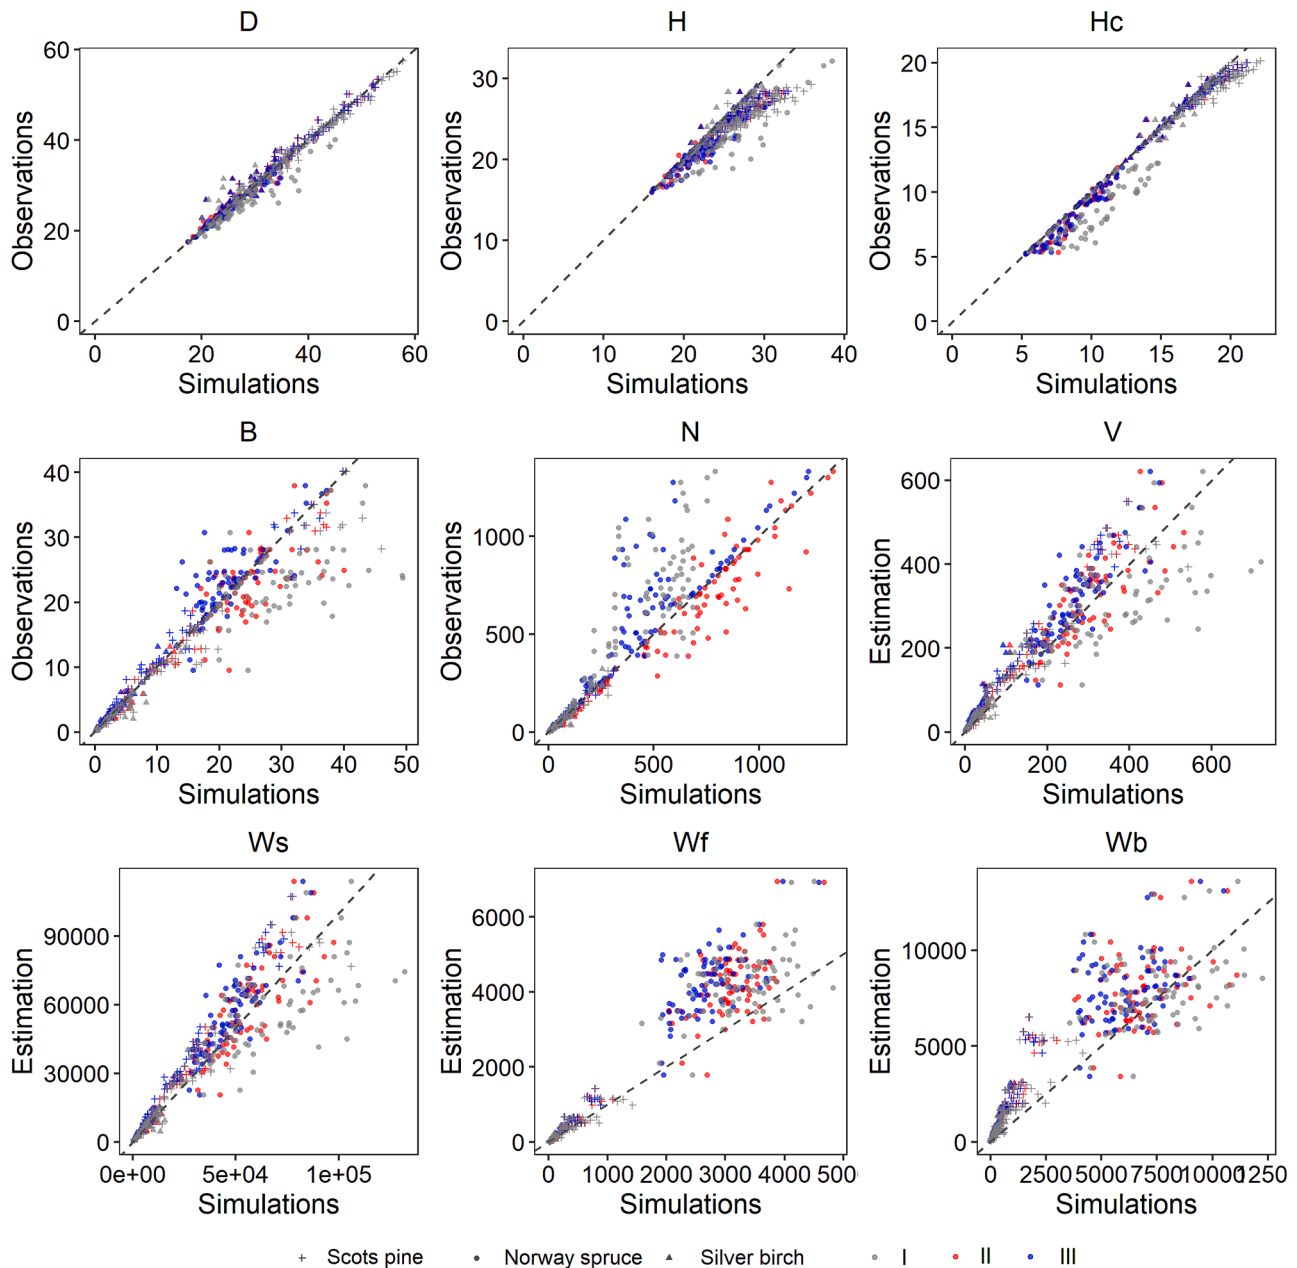 D H Hc
60
40
20
0
0 20 40 60
Observations
Simulations
30
20
10
0
0 10 20 30 40
Observations
Simulations
20
15
10
5
0
0 5 10 15 20
Observations
Simulations
B N V
40
30
20
10
0
0 10 20 30 40 50
Observations
Simulations
1000
500
0
0 500 1000
Observations
Simulations
600
400
200
0
0 200 400 600
Estimation
Simulations
Ws Wf Wb
90000
60000
30000
0
0e+00 5e+04 1e+05
Estimation
Simulations
6000
4000
2000
0
0 1000 2000 3000 4000 500
Estimation
Simulations
10000
5000
0
0 2500 5000 7500 10000 1250
Estimation
Simulations
Scots pine Norway spruce Silver birch I II III